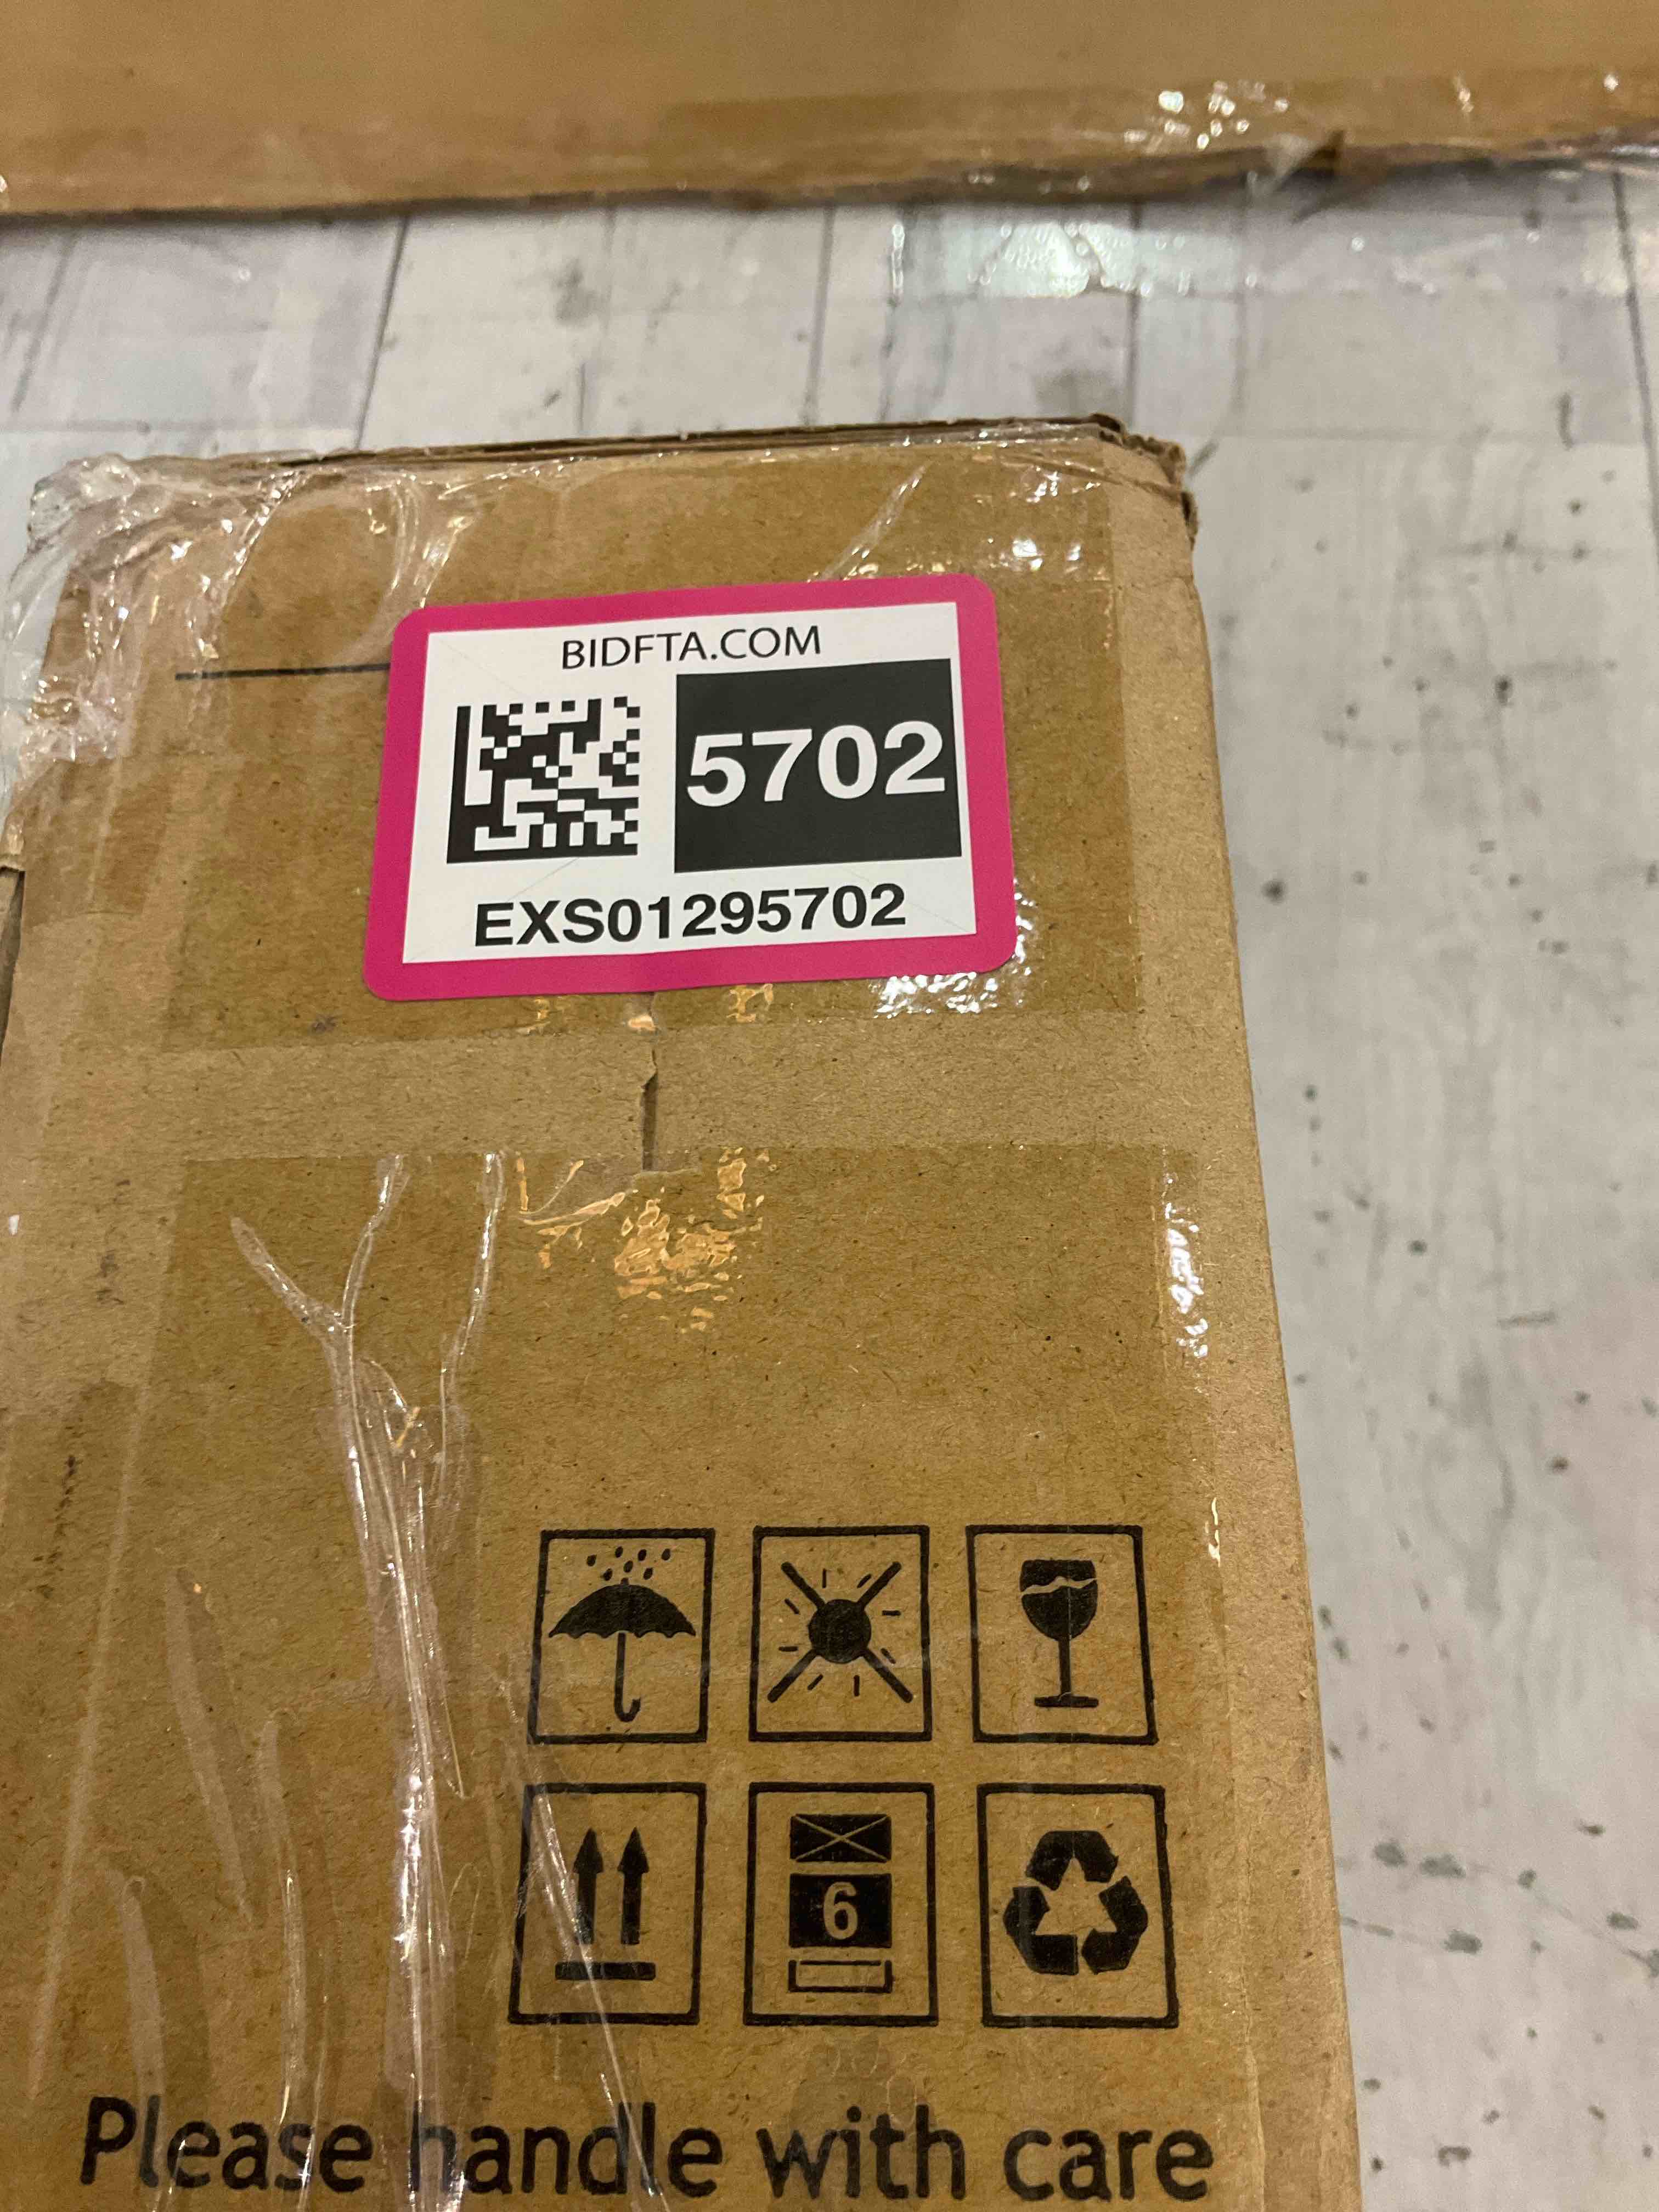 BIDFTA.COM
5702
EXS01295702
6
Please handle with care